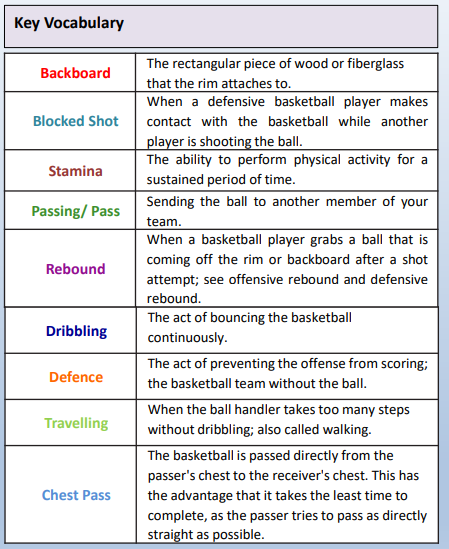 Key Vocabulary
Backboard
The rectangular piece of wood or fiberglass
that the rim attaches to.
Blocked Shot
When a defensive basketball player makes
contact with the basketball while another
player is shooting the ball.
Stamina
The ability to perform physical activity for a
sustained period of time.
Passing/ Pass
Sending the ball to another member of your
team.
Rebound
When a basketball player grabs a ball that is
coming off the rim or backboard after a shot
attempt; see offensive rebound and defensive
rebound.
Dribbling
The act of bouncing the basketball
continuously.
Defence
The act of preventing the offense from scoring;
the basketball team without the ball.
Travelling
When the ball handler takes too many steps
without dribbling; also called walking.
Chest Pass
The basketball is passed directly from the
passer's chest to the receiver's chest. This has
the advantage that it takes the least time to
complete, as the passer tries to pass as directly
straight as possible.